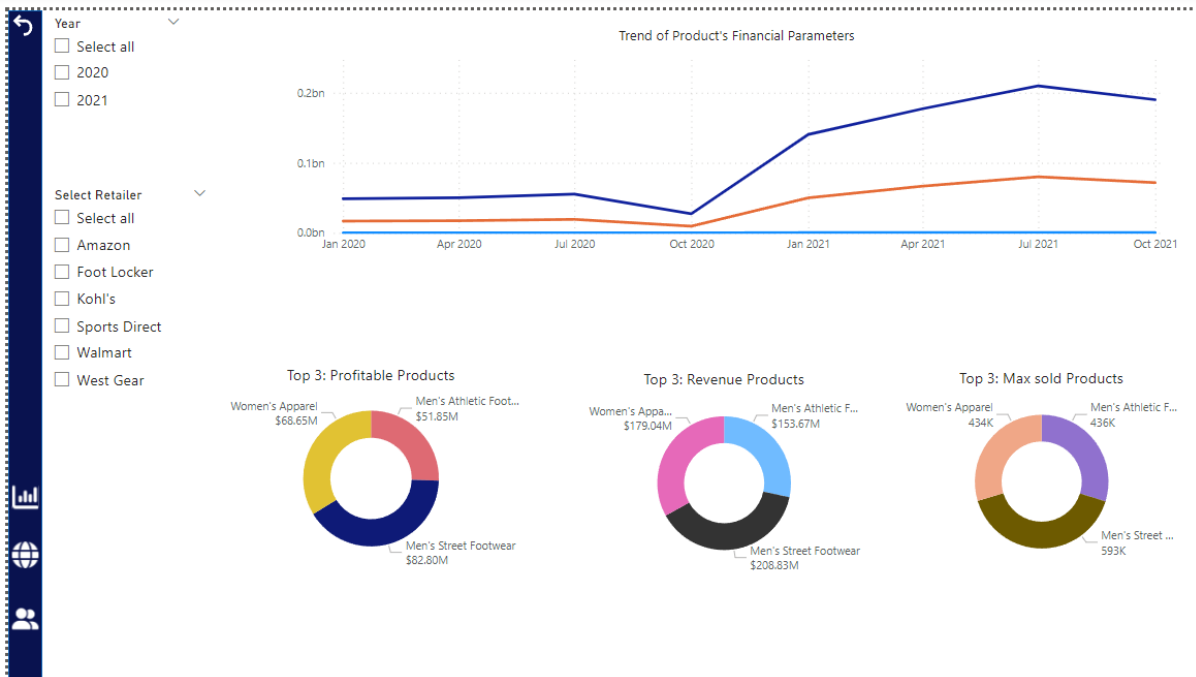 Year
Select all
2020
2021
Select Retailer
Select all
Amazon
Foot Locker
Kohl's
Sports Direct
Walmart
West Gear
Trend of Product's Financial Parameters
0.2bn
0.1bn
0.0bn
Jan 2020
Apr 2020
Jul 2020
Oct 2020
Jan 2021
Apr 2021
Jul 2021
Oct 2021
Top 3: Profitable Products
Women's Apparel
$68.65M
Men's Athletic Foot...
$51.85M
Men's Street Footwear
$82.80M
Top 3: Revenue Products
Women's Appa...
$179.04M
Men's Athletic F...
$153.67M
Men's Street Footwear
$208.83M
Top 3: Max sold Products
Women's Apparel
434K
Men's Athletic F...
436K
Men's Street ...
593K